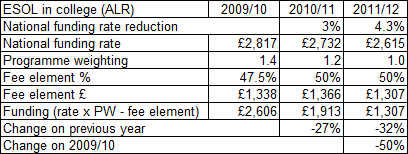 ESOL in college (ALR) 2009/10 2010/11 2011/12
National funding rate reduction 3% 4.3%
National funding rate £2,817 £2,732 £2,615
Programme weighting 1.4 1.2 1.0
Fee element % 47.5% 50% 50%
Fee element £ £1,338 £1,366 £1,307
Funding (rate x PW - fee element) £2,606 £1,913 £1,307
Change on previous year -27% -32%
Change on 2009/10 -50%